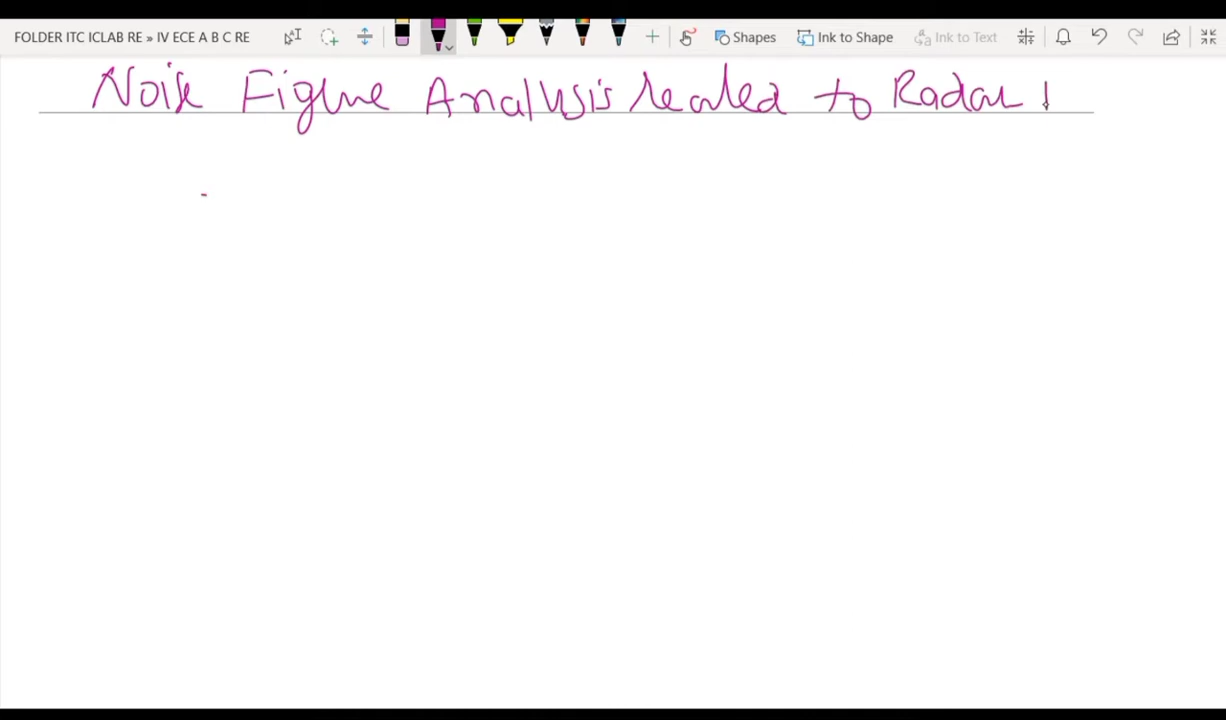 FOLDER ITC ICLAB RE » IV ECE A B C RE Shapes Ink to Shape Ink to Text
Noise Figure Analysis realed to Radar